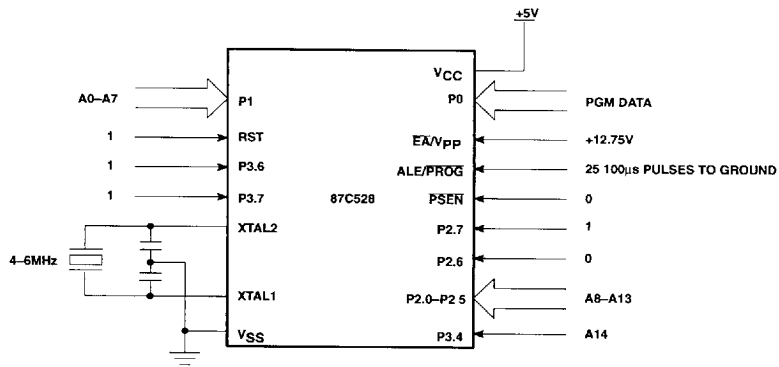 +5V
VCC
A0–A7
P1
P0
PGM DATA
1
RST
EA/VPP
+12.75V
1
P3.6
ALE/PROG
25 100µs PULSES TO GROUND
1
P3.7
87C528
PSEN
0
XTAL2
P2.7
1
4–6MHz
P2.6
0
XTAL1
P2.0–P2 5
A8–A13
VSS
P3.4
A14